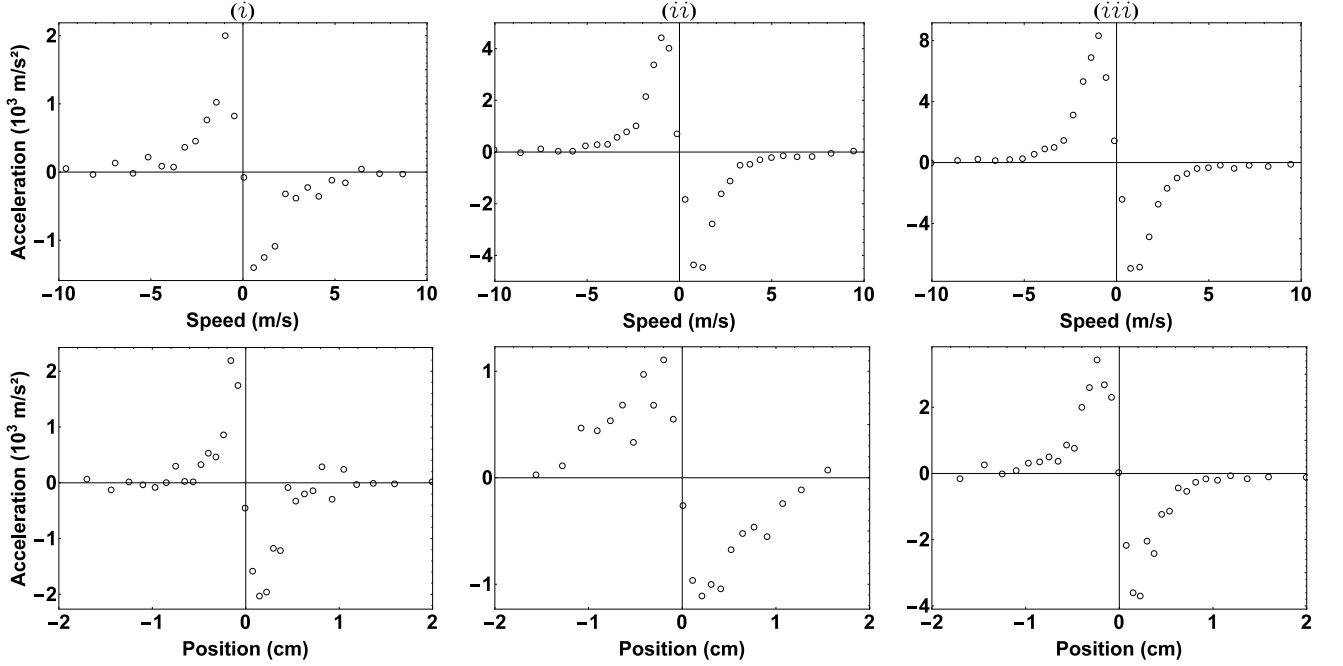 (i) (ii) (iii)
Acceleration (10³ m/s²)
2
1
0
−1
−10 −5 0 5 10
Speed (m/s)
4
2
0
−2
−4
−10 −5 0 5 10
Speed (m/s)
8
4
0
−4
−10 −5 0 5 10
Speed (m/s)
Acceleration (10³ m/s²)
2
1
0
−1
−2
−2 −1 0 1 2
Position (cm)
1
0
−1
−2 −1 0 1 2
Position (cm)
2
0
−2
−4
−2 −1 0 1 2
Position (cm)